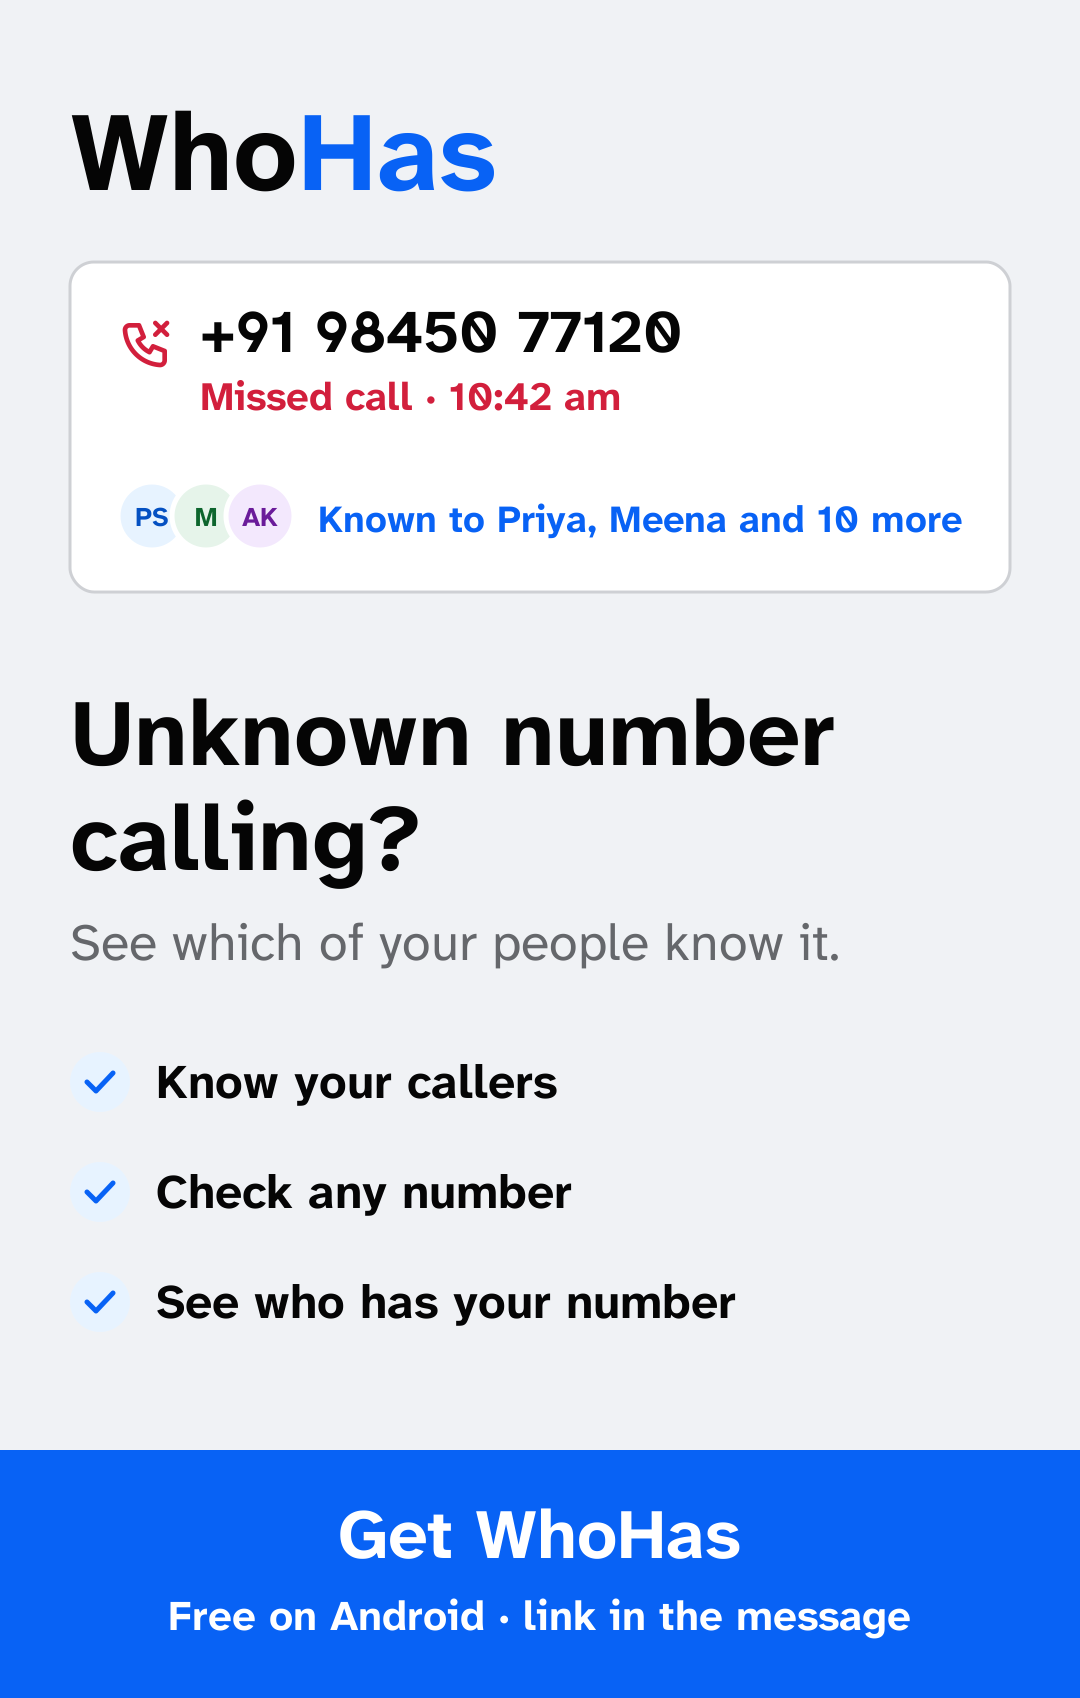 WhoHas
+91 98450 77120
Missed call · 10:42 am
PS M AK Known to Priya, Meena and 10 more
Unknown number
calling?
See which of your people know it.
Know your callers
Check any number
See who has your number
Get WhoHas
Free on Android · link in the message